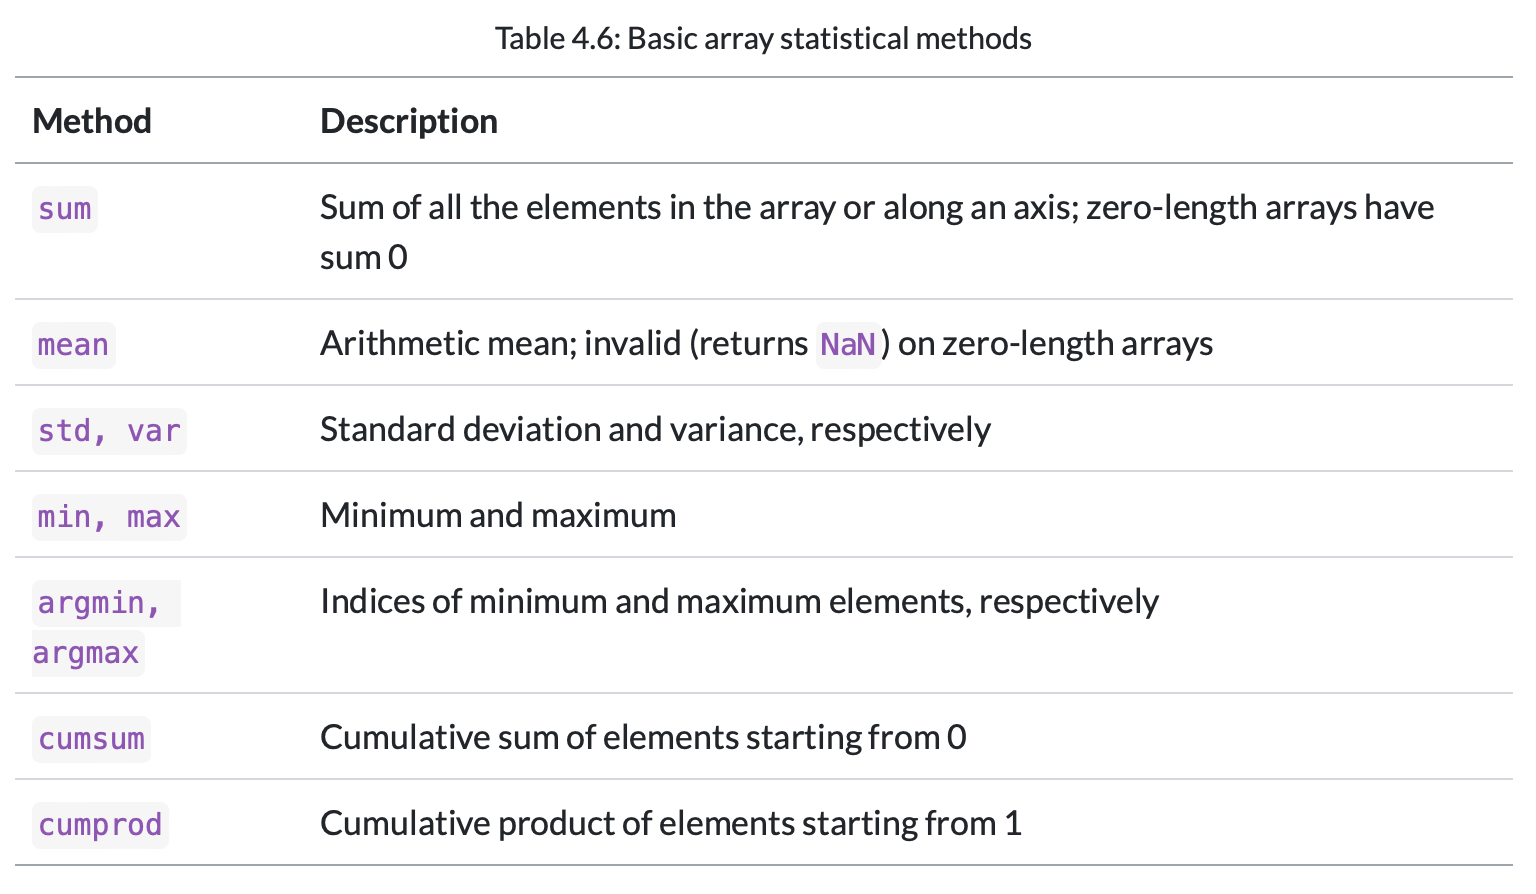 Table 4.6: Basic array statistical methods
Method Description
sum Sum of all the elements in the array or along an axis; zero-length arrays have
sum 0
mean Arithmetic mean; invalid (returns NaN) on zero-length arrays
std, var Standard deviation and variance, respectively
min, max Minimum and maximum
argmin, Indices of minimum and maximum elements, respectively
argmax
cumsum Cumulative sum of elements starting from 0
cumprod Cumulative product of elements starting from 1